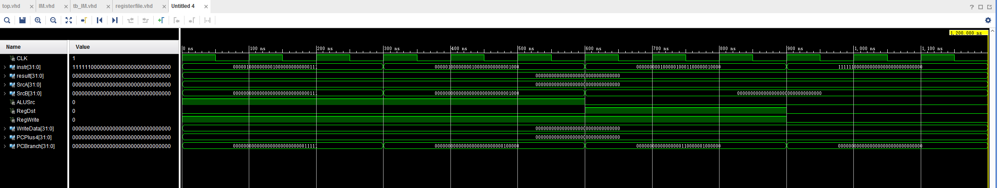 top.vhd
IM.vhd
tb_IM.vhd
registerfile.vhd
Untitled 4
1,200.000 ns
Name Value
0 ns 100 ns 200 ns 300 ns 400 ns 500 ns 600 ns 700 ns 800 ns 900 ns 1,000 ns 1,100 ns
CLK 1
instr[31:0] 11111100000000000000000000000000 00000100000000010000000000000111 00000100000000100000000000001000 00000000010000010001100000010000 11111100000000000000000000000000
result[31:0] 00000000000000000000000000000000 00000000000000000000000000000000
SrcA[31:0] 00000000000000000000000000000000 00000000000000000000000000000000
SrcB[31:0] 00000000000000000000000000000000 00000000000000000000000000000111 00000000000000000000000000001000 00000000000000000000000000000000
ALUSrc 0
RegDst 0
RegWrite 0
WriteData[31:0] 00000000000000000000000000000000 00000000000000000000000000000000
PCPlus4[31:0] 00000000000000000000000000000000 00000000000000000000000000000000
PCBranch[31:0] 00000000000000000000000000000000 00000000000000000000000000011111 00000000000000000000000000100000 00000000000000000110000001000000 00000000000000000000000000000000